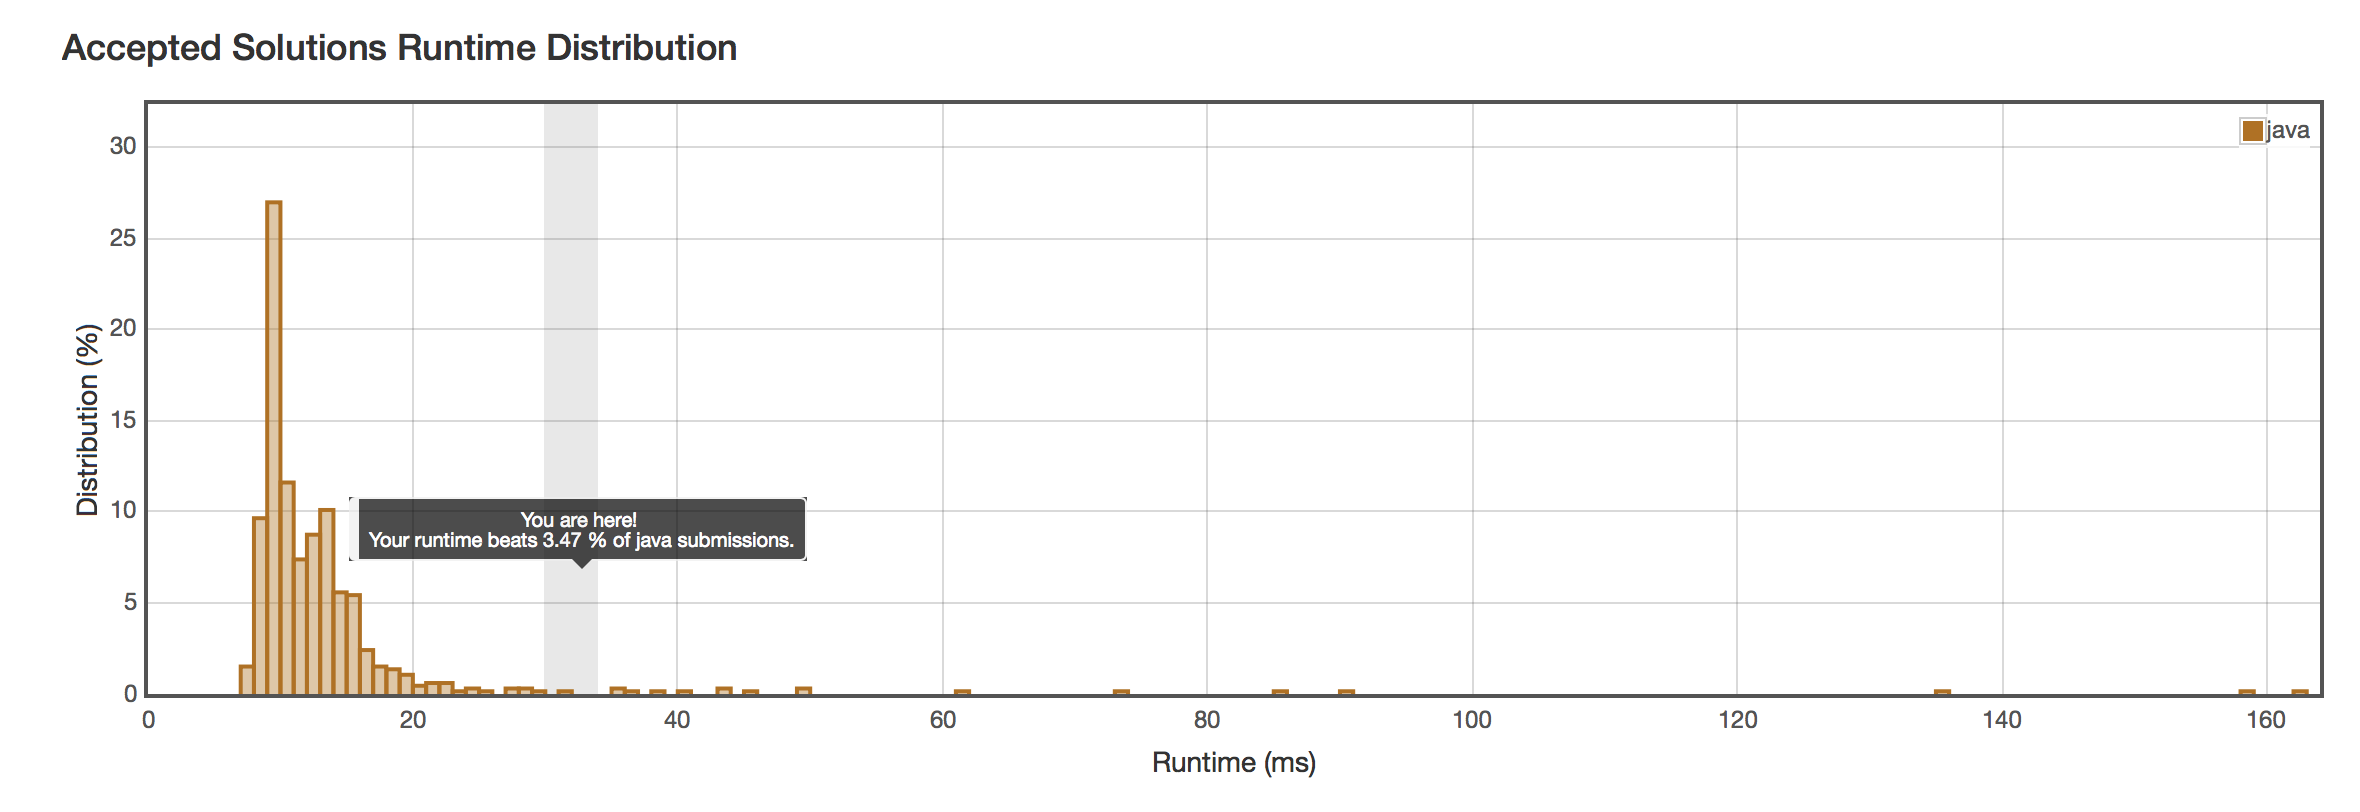 Accepted Solutions Runtime Distribution
java
30
25
20
15
10
5
0
Distribution (%)
You are here!
Your runtime beats 3.47 % of java submissions.
0 20 40 60 80 100 120 140 160
Runtime (ms)